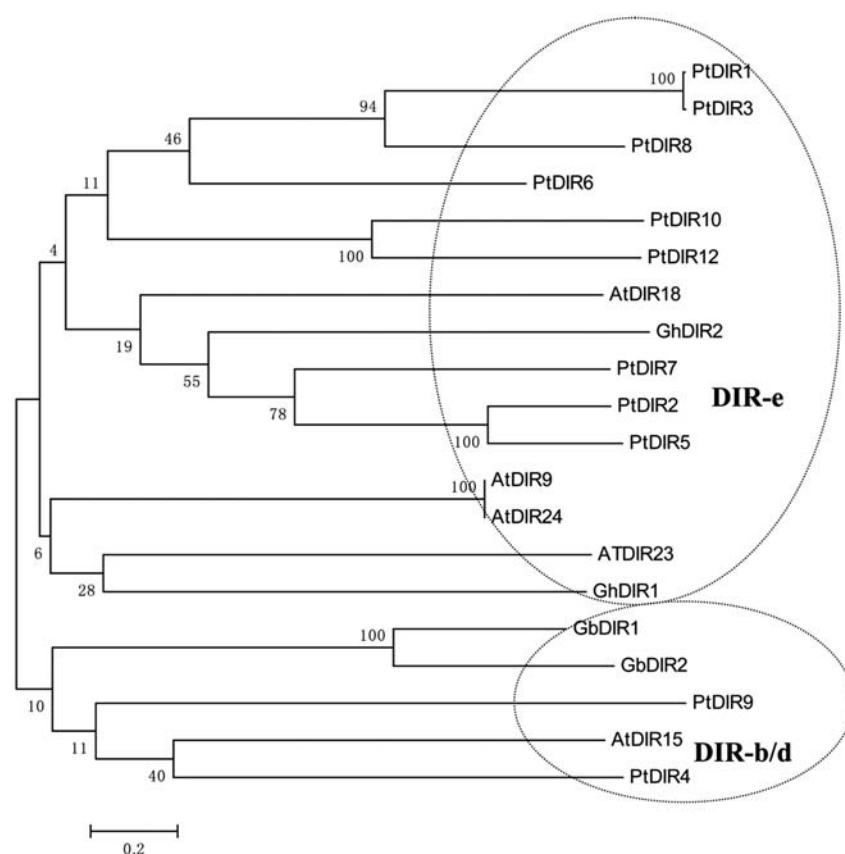 PtDIR1
100
PtDIR3
94
46
PtDIR8
11
PtDIR6
PtDIR10
4
100
PtDIR12
AtDIR18
19
GhDIR2
55
PtDIR7
78
DIR-e
PtDIR2
100
PtDIR5
100
AtDIR9
AtDIR24
6
ATDIR23
28
GhDIR1
100
GbDIR1
GbDIR2
10
PtDIR9
11
AtDIR15
DIR-b/d
40
PtDIR4
0.2